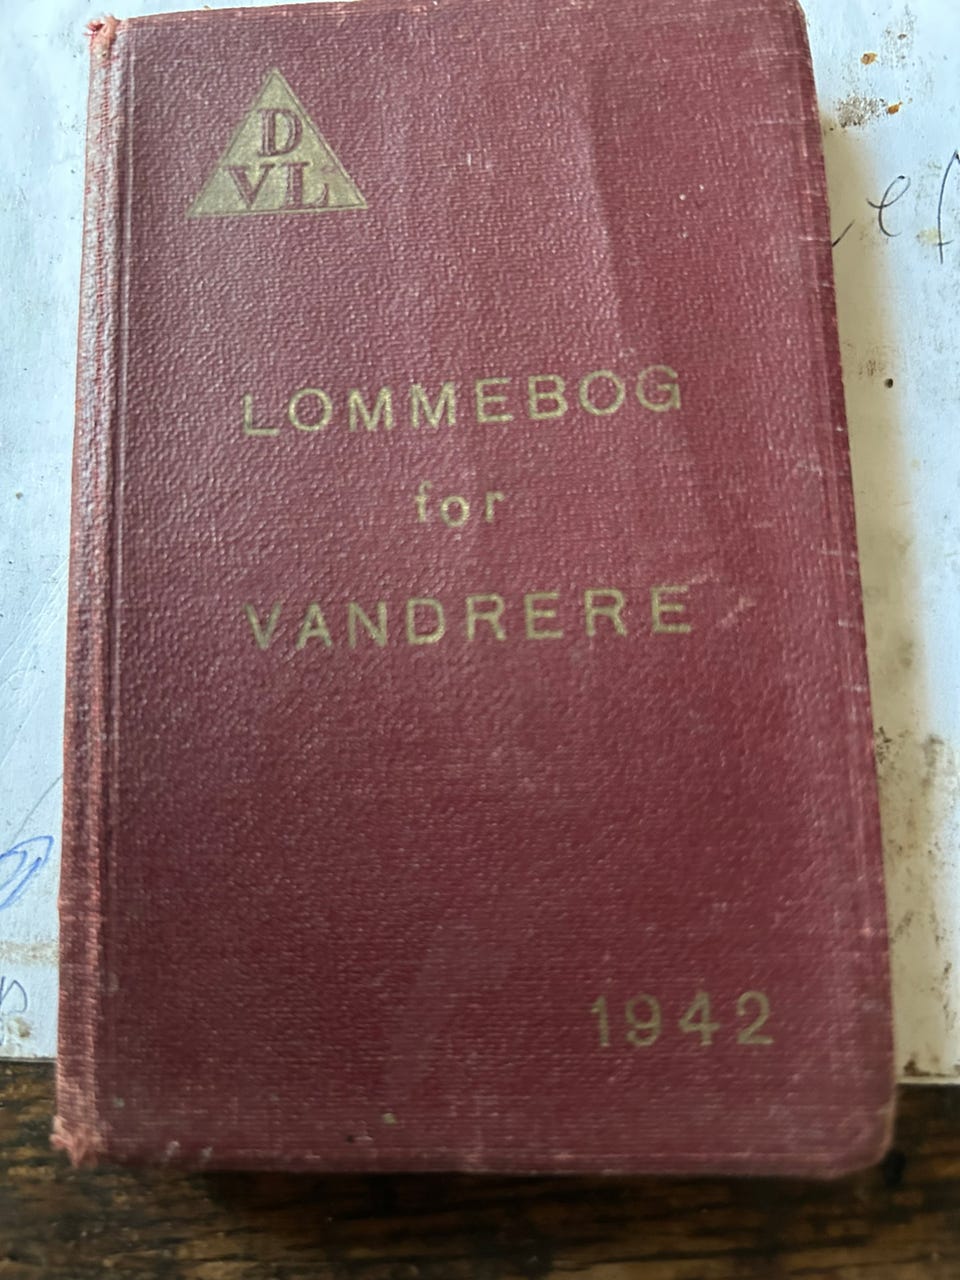 D
VL
LOMMEBOG
for
VANDRERE
1942